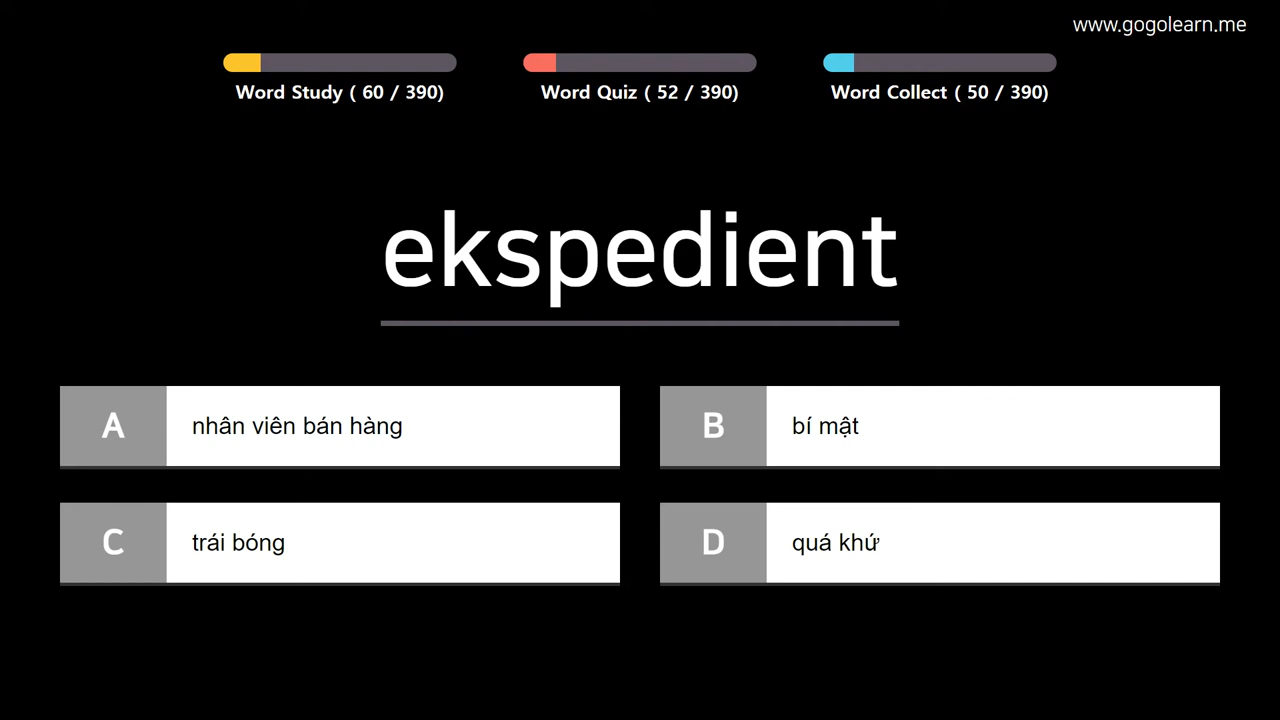 www.gogolearn.me
Word Study ( 60 / 390)
Word Quiz ( 52 / 390)
Word Collect ( 50 / 390)
ekspedient
A nhân viên bán hàng
B bí mật
C trái bóng
D quá khứ